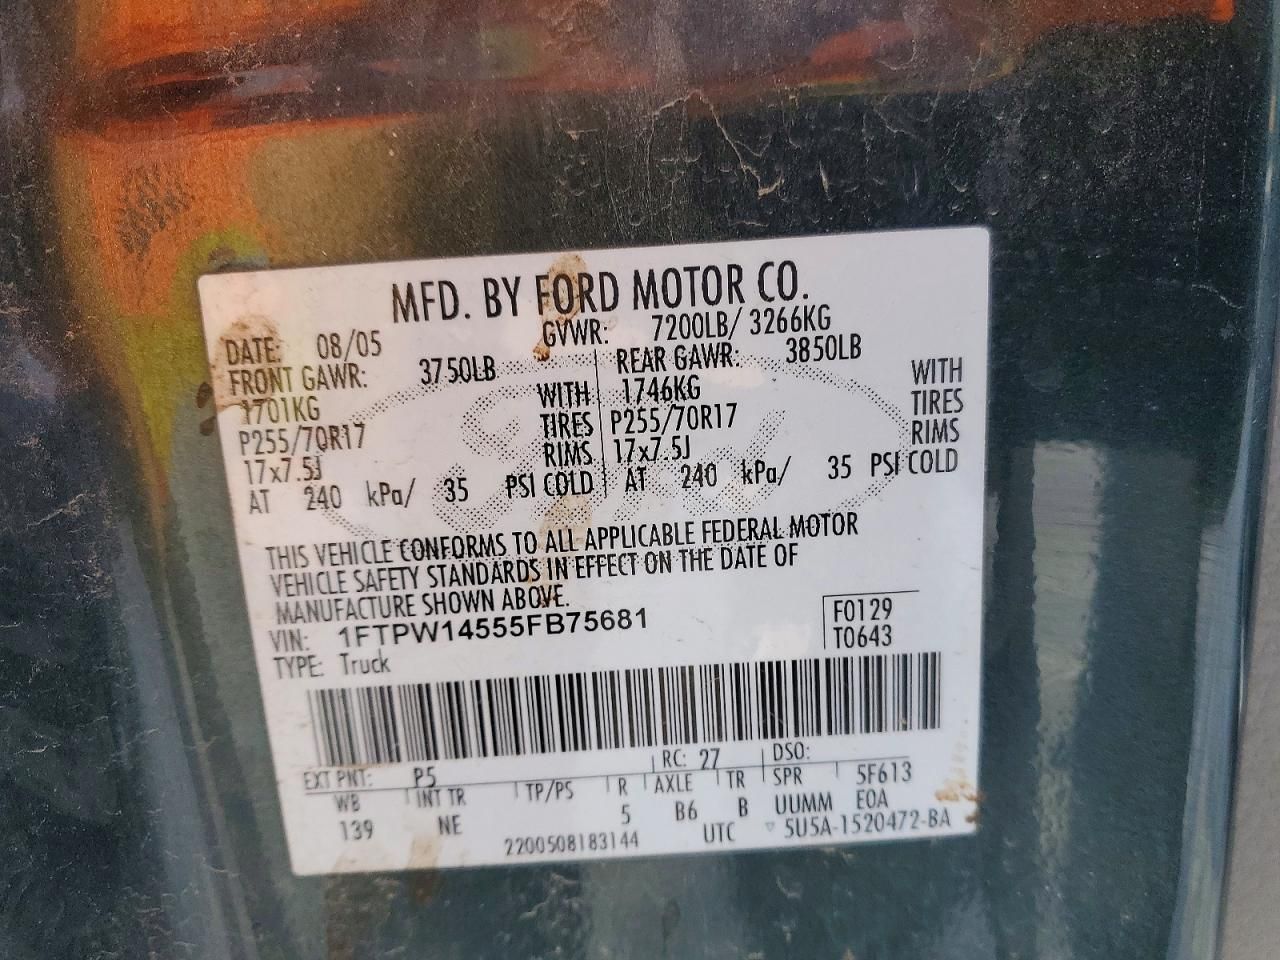 MFD. BY FORD MOTOR CO.
DATE: 08/05 GVWR: 7200LB/ 3266KG
FRONT GAWR: 3750LB REAR GAWR: 3850LB
1701KG WITH 1746KG WITH
P255/70R17 TIRES P255/70R17 TIRES
17x7.5J RIMS 17x7.5J RIMS
AT 240 kPa/ 35 PSI COLD AT 240 kPa/ 35 PSI COLD
THIS VEHICLE CONFORMS TO ALL APPLICABLE FEDERAL MOTOR
VEHICLE SAFETY STANDARDS IN EFFECT ON THE DATE OF
MANUFACTURE SHOWN ABOVE.
VIN: 1FTPW14555FB75681 F0129
TYPE: Truck T0643
EXT PNT: P5 RC: 27 DSO:
WB INT TR TP/PS R AXLE TR SPR 5F613
139 NE 5 B6 B UUMM E0A
2200508183144 UTC ▽ 5U5A-1520472-BA